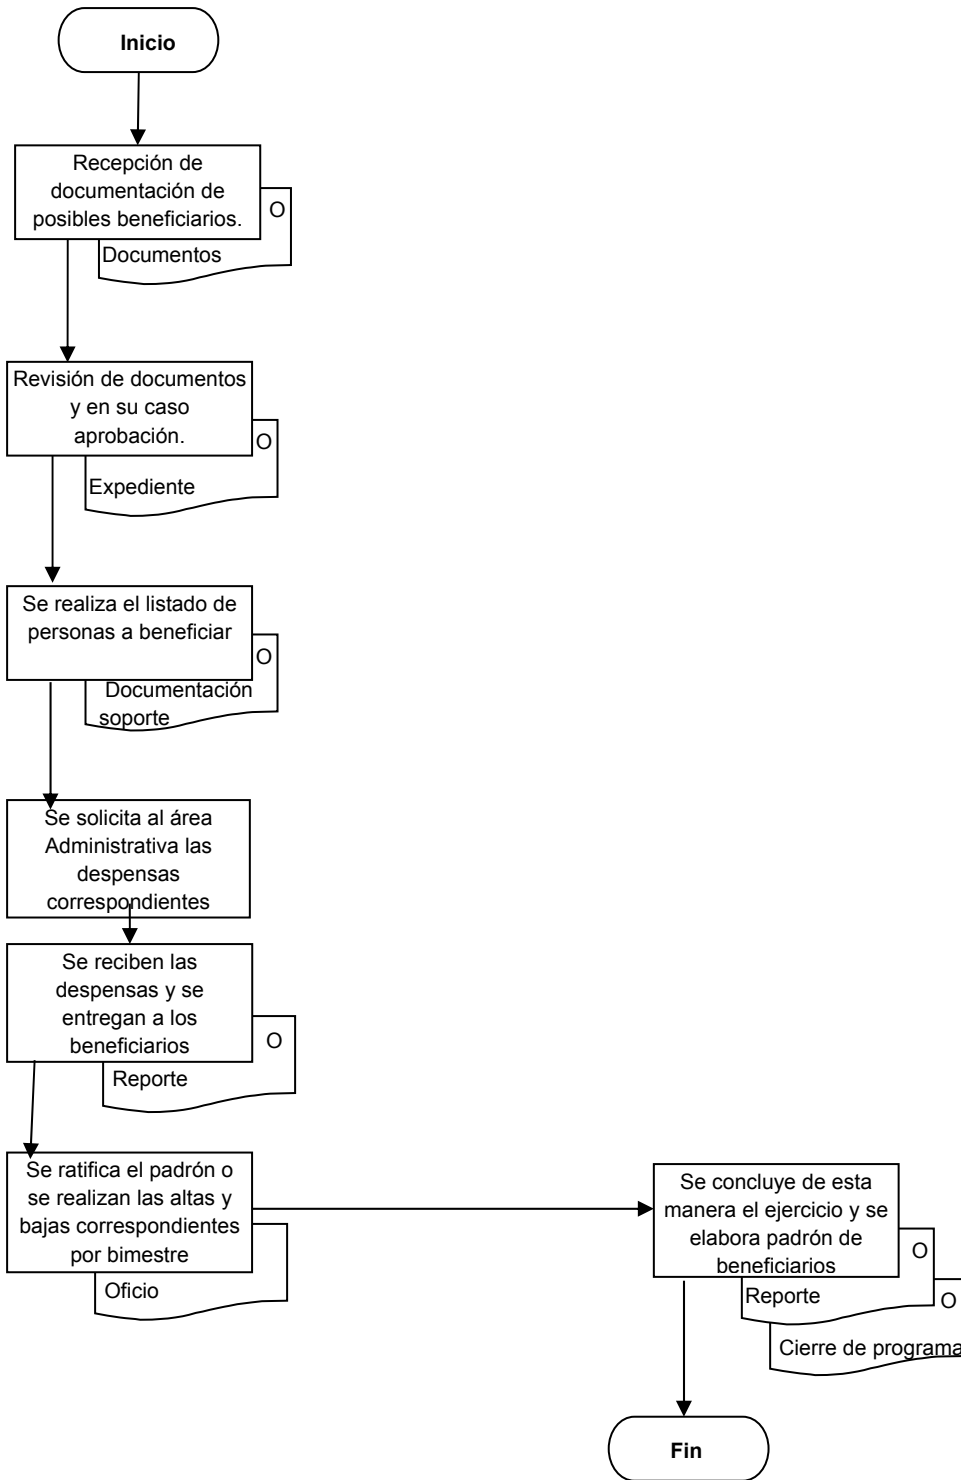 Inicio
Recepción de
documentación de
posibles beneficiarios.
O
Documentos
Revisión de documentos
y en su caso
aprobación.
O
Expediente
Se realiza el listado de
personas a beneficiar
O
Documentación
soporte
Se solicita al área
Administrativa las
despensas
correspondientes
Se reciben las
despensas y se
entregan a los
beneficiarios
O
Reporte
Se ratifica el padrón o
se realizan las altas y
bajas correspondientes
por bimestre
Oficio
Se concluye de esta
manera el ejercicio y se
elabora padrón de
beneficiarios
O
Reporte
O
Cierre de programa
Fin